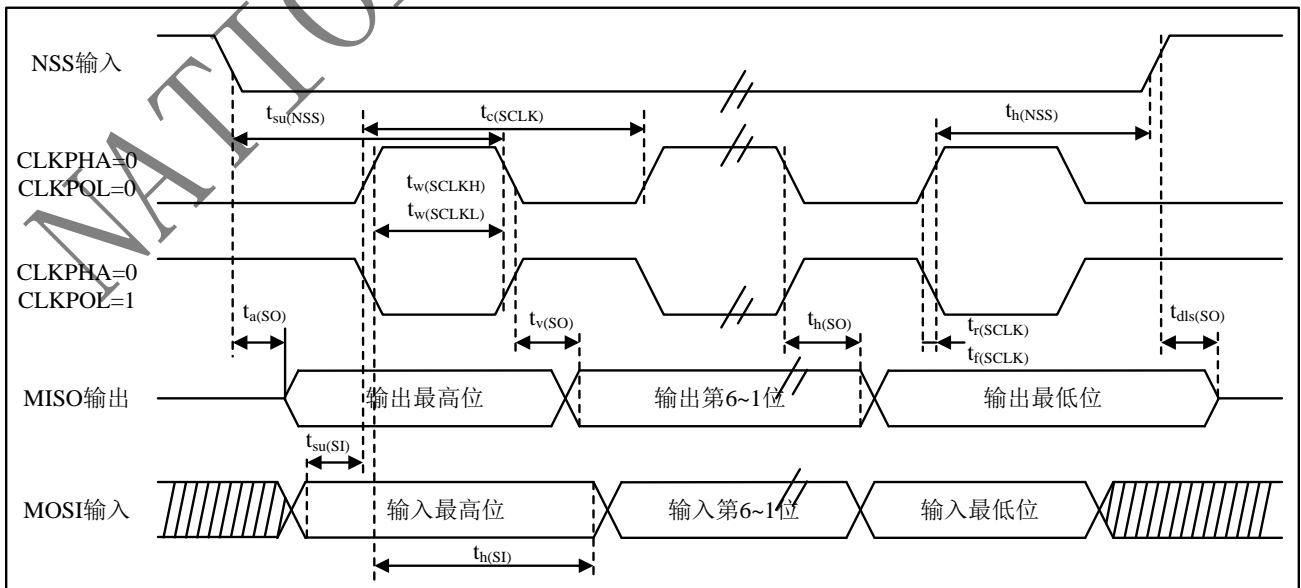 NATION
NSS输入
tsu(NSS)
tc(SCLK)
th(NSS)
CLKPHA=0
CLKPOL=0
tw(SCLKH)
tw(SCLKL)
CLKPHA=0
CLKPOL=1
ta(SO)
tv(SO)
th(SO)
tr(SCLK)
tf(SCLK)
tdls(SO)
MISO输出
输出最高位
输出第6~1位
输出最低位
tsu(SI)
MOSI输入
输入最高位
输入第6~1位
输入最低位
th(SI)